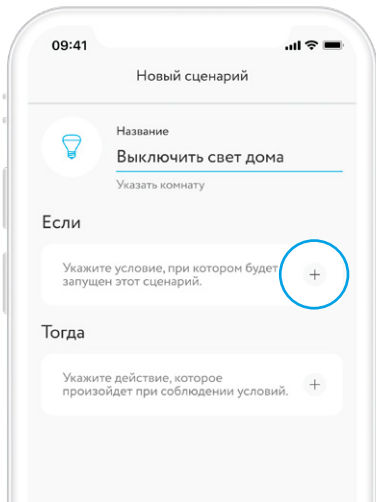 09:41
Новый сценарий
Название
Выключить свет дома
Указать комнату
Если
Укажите условие, при котором будет
запущен этот сценарий.
Тогда
Укажите действие, которое
произойдет при соблюдении условий.